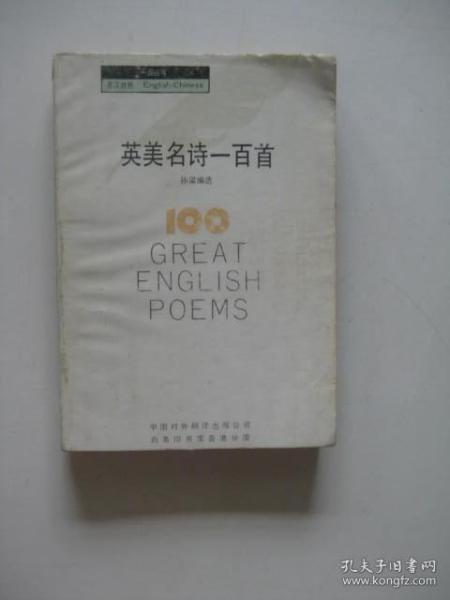 英汉对照 English-Chinese
英美名诗一百首
孙梁编选
100
GREAT
ENGLISH
POEMS
中国对外翻译出版公司
商务印书馆香港分馆
孔夫子旧书网
www.kongfz.com